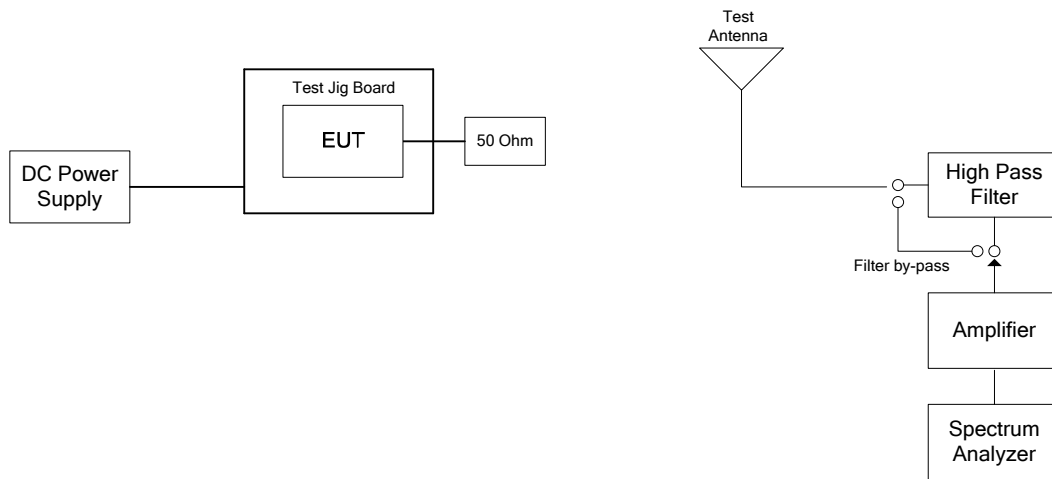 Test Jig Board
EUT
50 Ohm
DC Power
Supply
Test
Antenna
High Pass
Filter
Filter by-pass
Amplifier
Spectrum
Analyzer